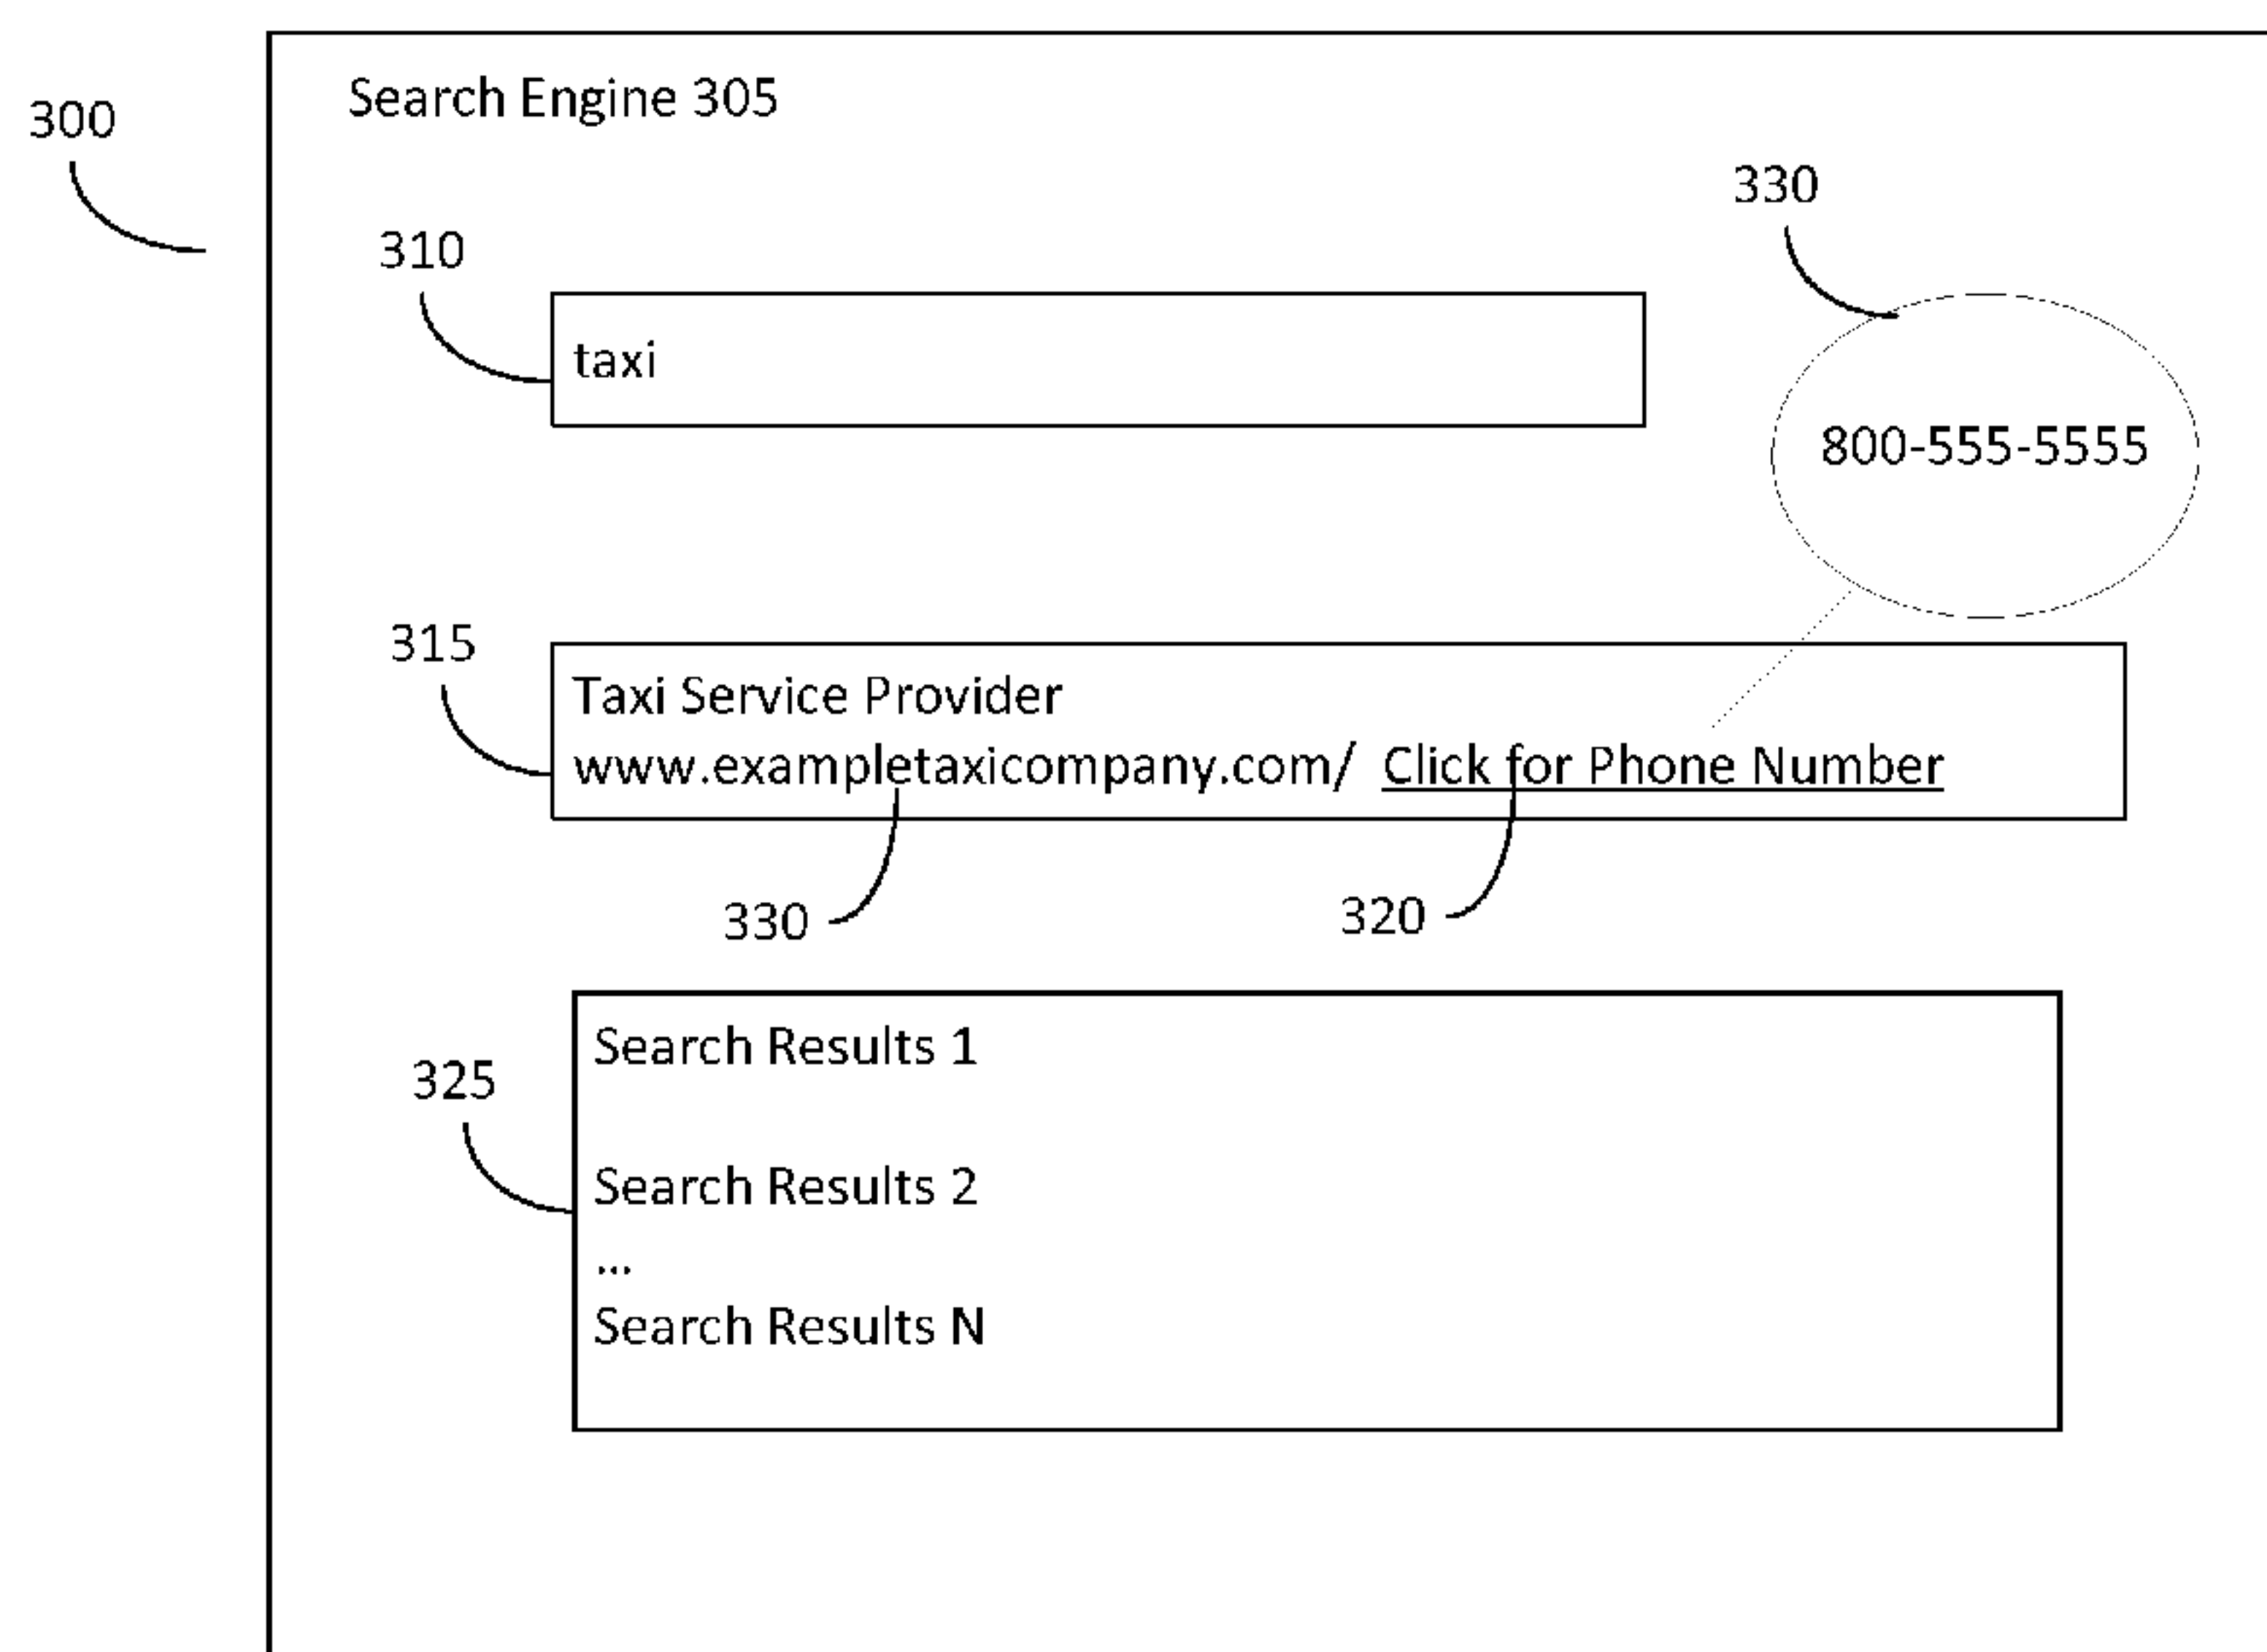 Search Engine 305
300
330
310
taxi
800-555-5555
315
Taxi Service Provider
www.exampletaxicompany.com/ Click for Phone Number
330
320
Search Results 1
325
Search Results 2
...
Search Results N